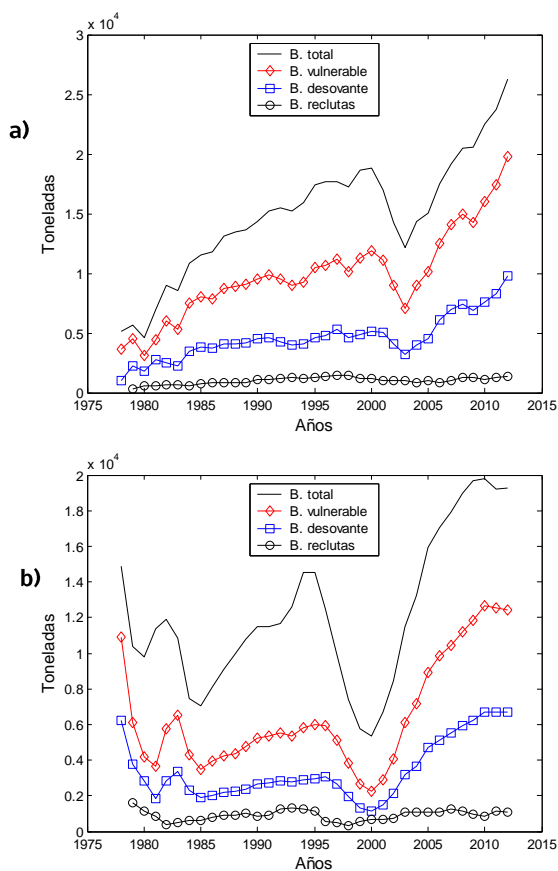 a)
x 10^4
3
2.5
2
1.5
1
0.5
0
1975 1980 1985 1990 1995 2000 2005 2010 2015
Toneladas
Años
B. total
B. vulnerable
B. desovante
B. reclutas
b)
x 10^4
2
1.8
1.6
1.4
1.2
1
0.8
0.6
0.4
0.2
0
1975 1980 1985 1990 1995 2000 2005 2010 2015
Toneladas
Años
B. total
B. vulnerable
B. desovante
B. reclutas